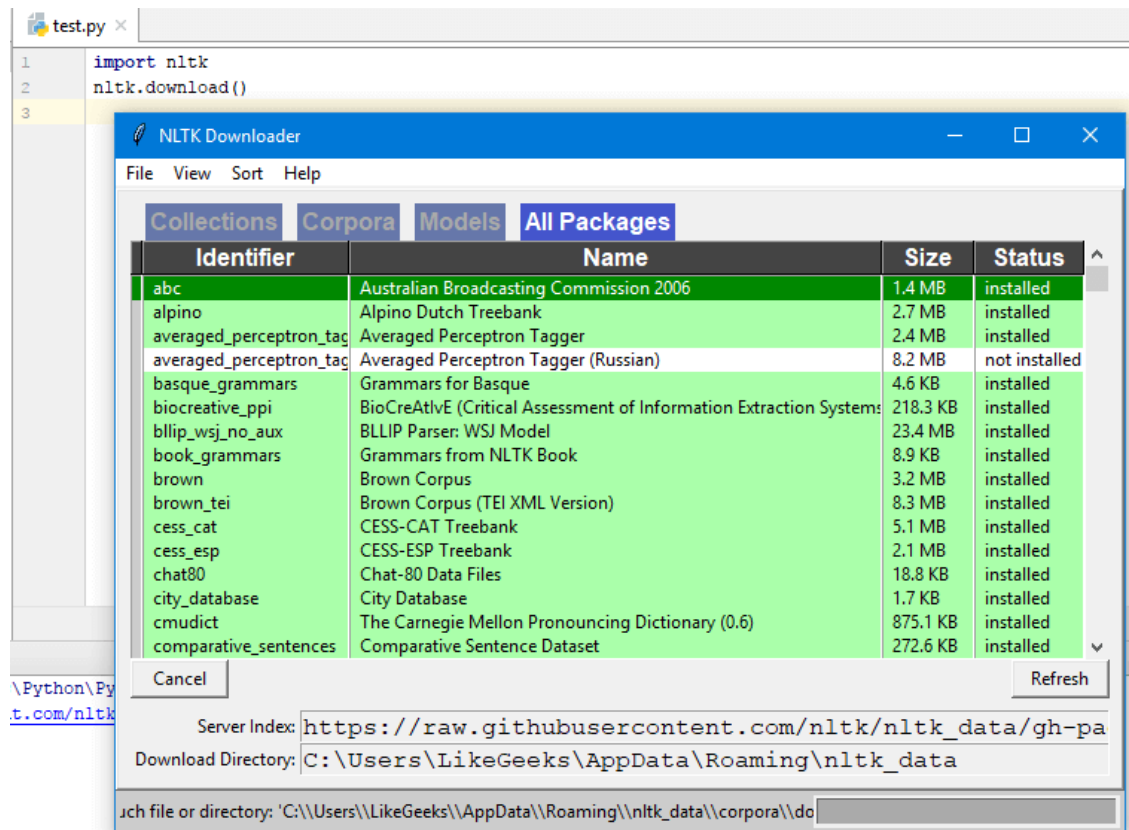 test.py
1 import nltk
2 nltk.download()
3
NLTK Downloader
File View Sort Help
Collections Corpora Models All Packages
Identifier Name Size Status
abc Australian Broadcasting Commission 2006 1.4 MB installed
alpino Alpino Dutch Treebank 2.7 MB installed
averaged_perceptron_tag Averaged Perceptron Tagger 2.4 MB installed
averaged_perceptron_tag Averaged Perceptron Tagger (Russian) 8.2 MB not installed
basque_grammars Grammars for Basque 4.6 KB installed
biocreative_ppi BioCreAtIvE (Critical Assessment of Information Extraction Systems 218.3 KB installed
bllip_wsj_no_aux BLLIP Parser: WSJ Model 23.4 MB installed
book_grammars Grammars from NLTK Book 8.9 KB installed
brown Brown Corpus 3.2 MB installed
brown_tei Brown Corpus (TEI XML Version) 8.3 MB installed
cess_cat CESS-CAT Treebank 5.1 MB installed
cess_esp CESS-ESP Treebank 2.1 MB installed
chat80 Chat-80 Data Files 18.8 KB installed
city_database City Database 1.7 KB installed
cmudict The Carnegie Mellon Pronouncing Dictionary (0.6) 875.1 KB installed
comparative_sentences Comparative Sentence Dataset 272.6 KB installed
Cancel Refresh
\Python\Py
t.com/nltk
Server Index: https://raw.githubusercontent.com/nltk/nltk_data/gh-pa
Download Directory: C:\Users\LikeGeeks\AppData\Roaming\nltk_data
uch file or directory: 'C:\\Users\\LikeGeeks\\AppData\\Roaming\\nltk_data\\corpora\\do